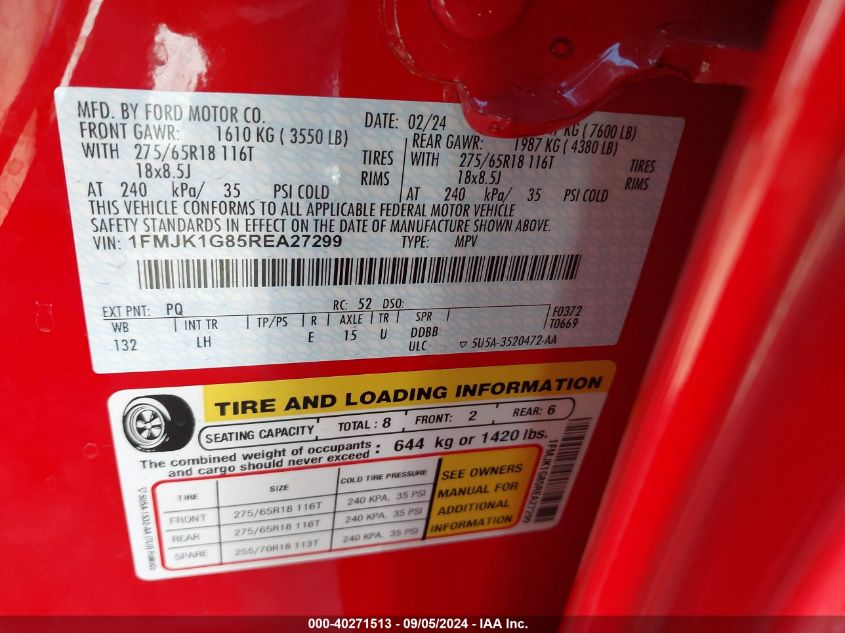 MFD. BY FORD MOTOR CO.
DATE: 02/24
FRONT GAWR: 1610 KG ( 3550 LB)
KG ( 7600 LB)
WITH 275/65R18 116T TIRES
18x8.5J RIMS
AT 240 kPa/ 35 PSI COLD
REAR GAWR: 1987 KG ( 4380 LB)
WITH 275/65R18 116T TIRES
18x8.5J RIMS
AT 240 kPa/ 35 PSI COLD
THIS VEHICLE CONFORMS TO ALL APPLICABLE FEDERAL MOTOR VEHICLE
SAFETY STANDARDS IN EFFECT ON THE DATE OF MANUFACTURE SHOWN ABOVE.
VIN: 1FMJK1G85REA27299 TYPE: MPV
EXT PNT: PQ RC: 52 DSO: F0372
WB INT TR TP/PS R AXLE TR SPR T0669
132 LH E 15 U DDBB
ULC ▽ 5U5A-3520472-AA
TIRE AND LOADING INFORMATION
SEATING CAPACITY TOTAL : 8 FRONT: 2 REAR: 6
The combined weight of occupants
and cargo should never exceed : 644 kg or 1420 lbs.
TIRE SIZE COLD TIRE PRESSURE
FRONT 275/65R18 116T 240 KPA, 35 PSI
REAR 275/65R18 116T 240 KPA, 35 PSI
SPARE 255/70R18 113T 240 KPA, 35 PSI
SEE OWNERS
MANUAL FOR
ADDITIONAL
INFORMATION
1FMJK1G85REA27299
000-40271513 - 09/05/2024 - IAA Inc.